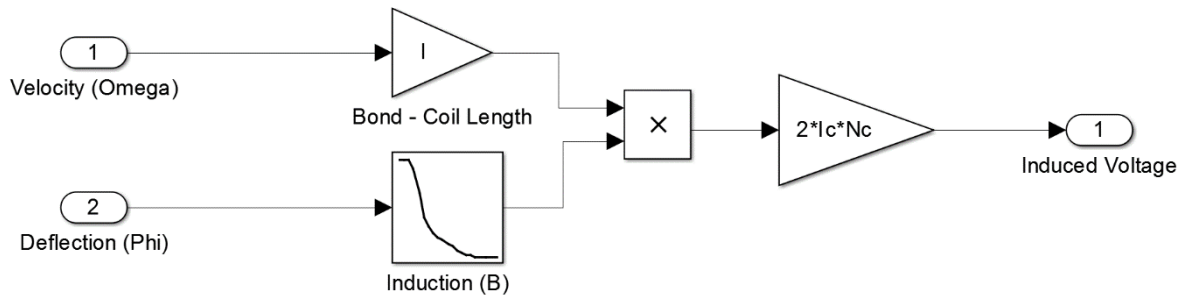 1
Velocity (Omega)
l
Bond - Coil Length
2
Deflection (Phi)
Induction (B)
×
2*lc*Nc
1
Induced Voltage